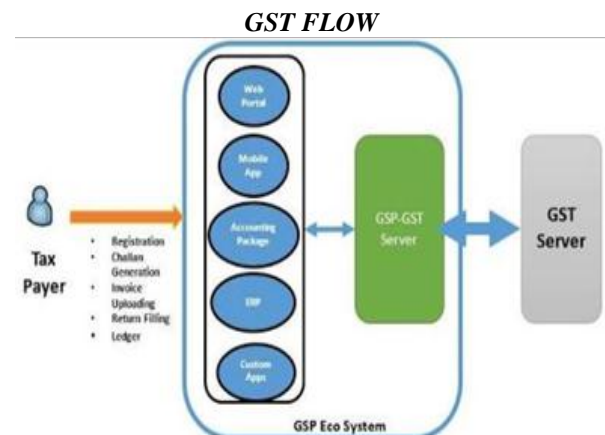 GST FLOW
Web
Portal
Mobile
App
Accounting
Package
ERP
Custom
Apps
Tax
Payer
• Registration
• Challan
Generation
• Invoice
Uploading
• Return Filling
• Ledger
GSP-GST
Server
GST
Server
GSP Eco System